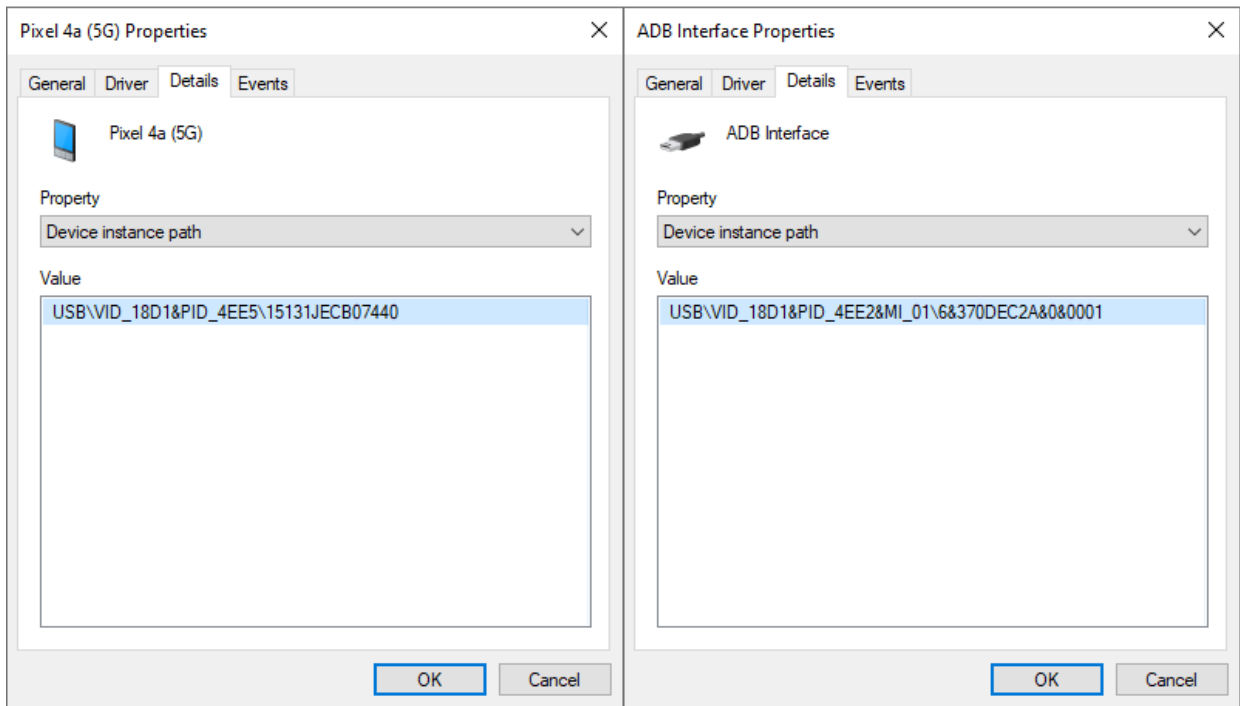 Pixel 4a (5G) Properties
General Driver Details Events
Pixel 4a (5G)
Property
Device instance path
Value
USB\VID_18D1&PID_4EE5\15131JECB07440
OK Cancel
ADB Interface Properties
General Driver Details Events
ADB Interface
Property
Device instance path
Value
USB\VID_18D1&PID_4EE2&MI_01\6&370DEC2A&0&0001
OK Cancel